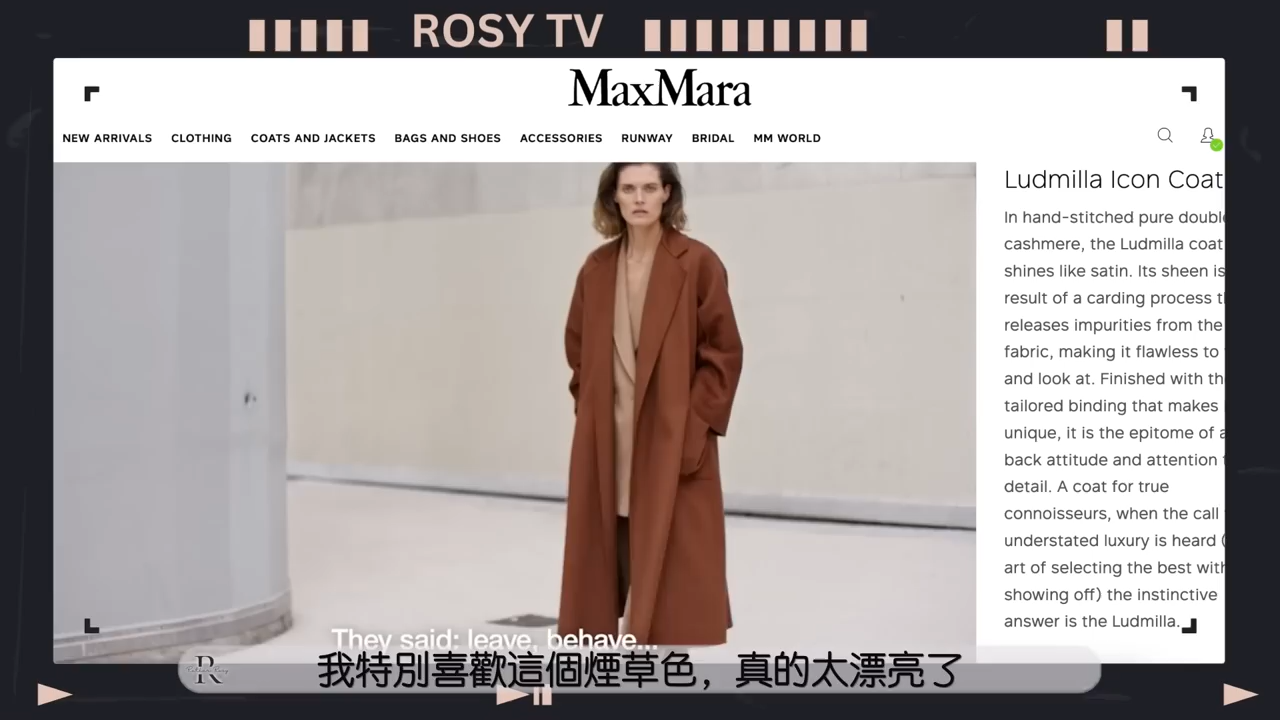 ROSY TV
MaxMara
NEW ARRIVALS CLOTHING COATS AND JACKETS BAGS AND SHOES ACCESSORIES RUNWAY BRIDAL MM WORLD
Ludmilla Icon Coat
In hand-stitched pure double
cashmere, the Ludmilla coat
shines like satin. Its sheen is
result of a carding process
releases impurities from the
fabric, making it flawless to
and look at. Finished with
tailored binding that makes
unique, it is the epitome of
back attitude and attention
detail. A coat for true
connoisseurs, when the call
understated luxury is heard
art of selecting the best with
showing off) the instinctive
answer is the Ludmilla.
They said: leave, behave...
R
我特別喜歡這個煙草色，真的太漂亮了